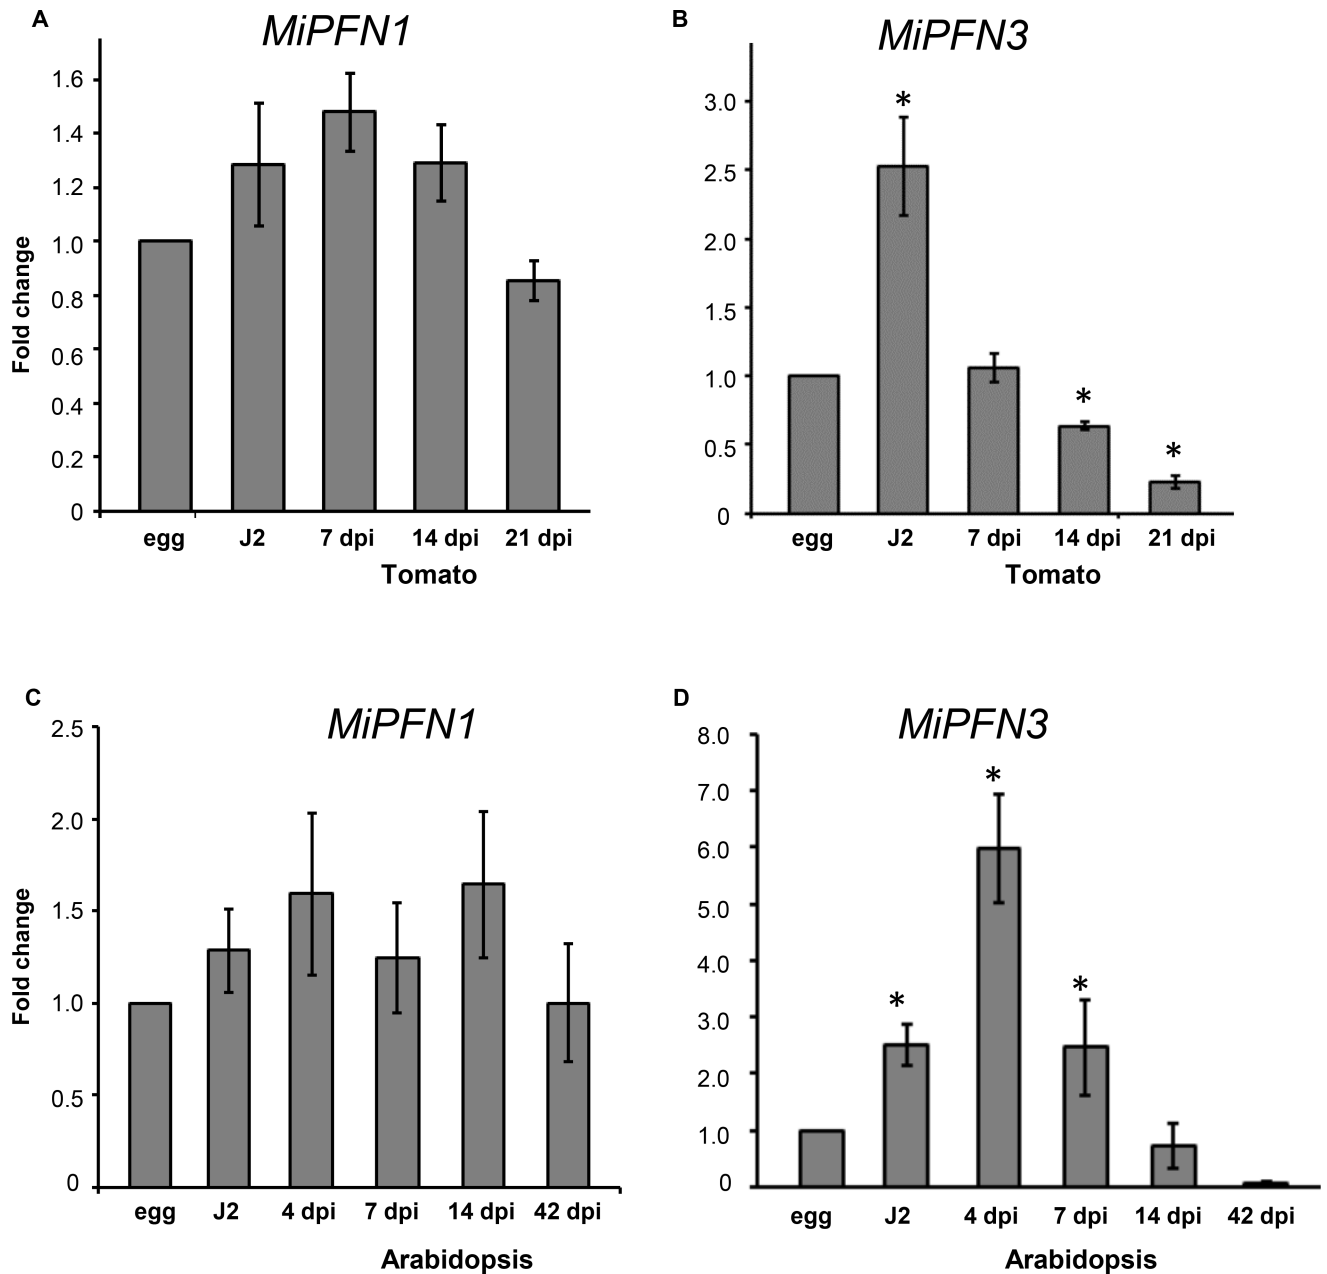 A
MiPFN1
Fold change
1.6
1.4
1.2
1.0
0.8
0.6
0.4
0.2
0
egg J2 7 dpi 14 dpi 21 dpi
Tomato
B
MiPFN3
*
*
*
3.0
2.5
2.0
1.5
1.0
0.5
0
egg J2 7 dpi 14 dpi 21 dpi
Tomato
C
MiPFN1
Fold change
2.5
2.0
1.5
1.0
0.5
0
egg J2 4 dpi 7 dpi 14 dpi 42 dpi
Arabidopsis
D
MiPFN3
*
*
*
8.0
7.0
6.0
5.0
4.0
3.0
2.0
1.0
0
egg J2 4 dpi 7 dpi 14 dpi 42 dpi
Arabidopsis